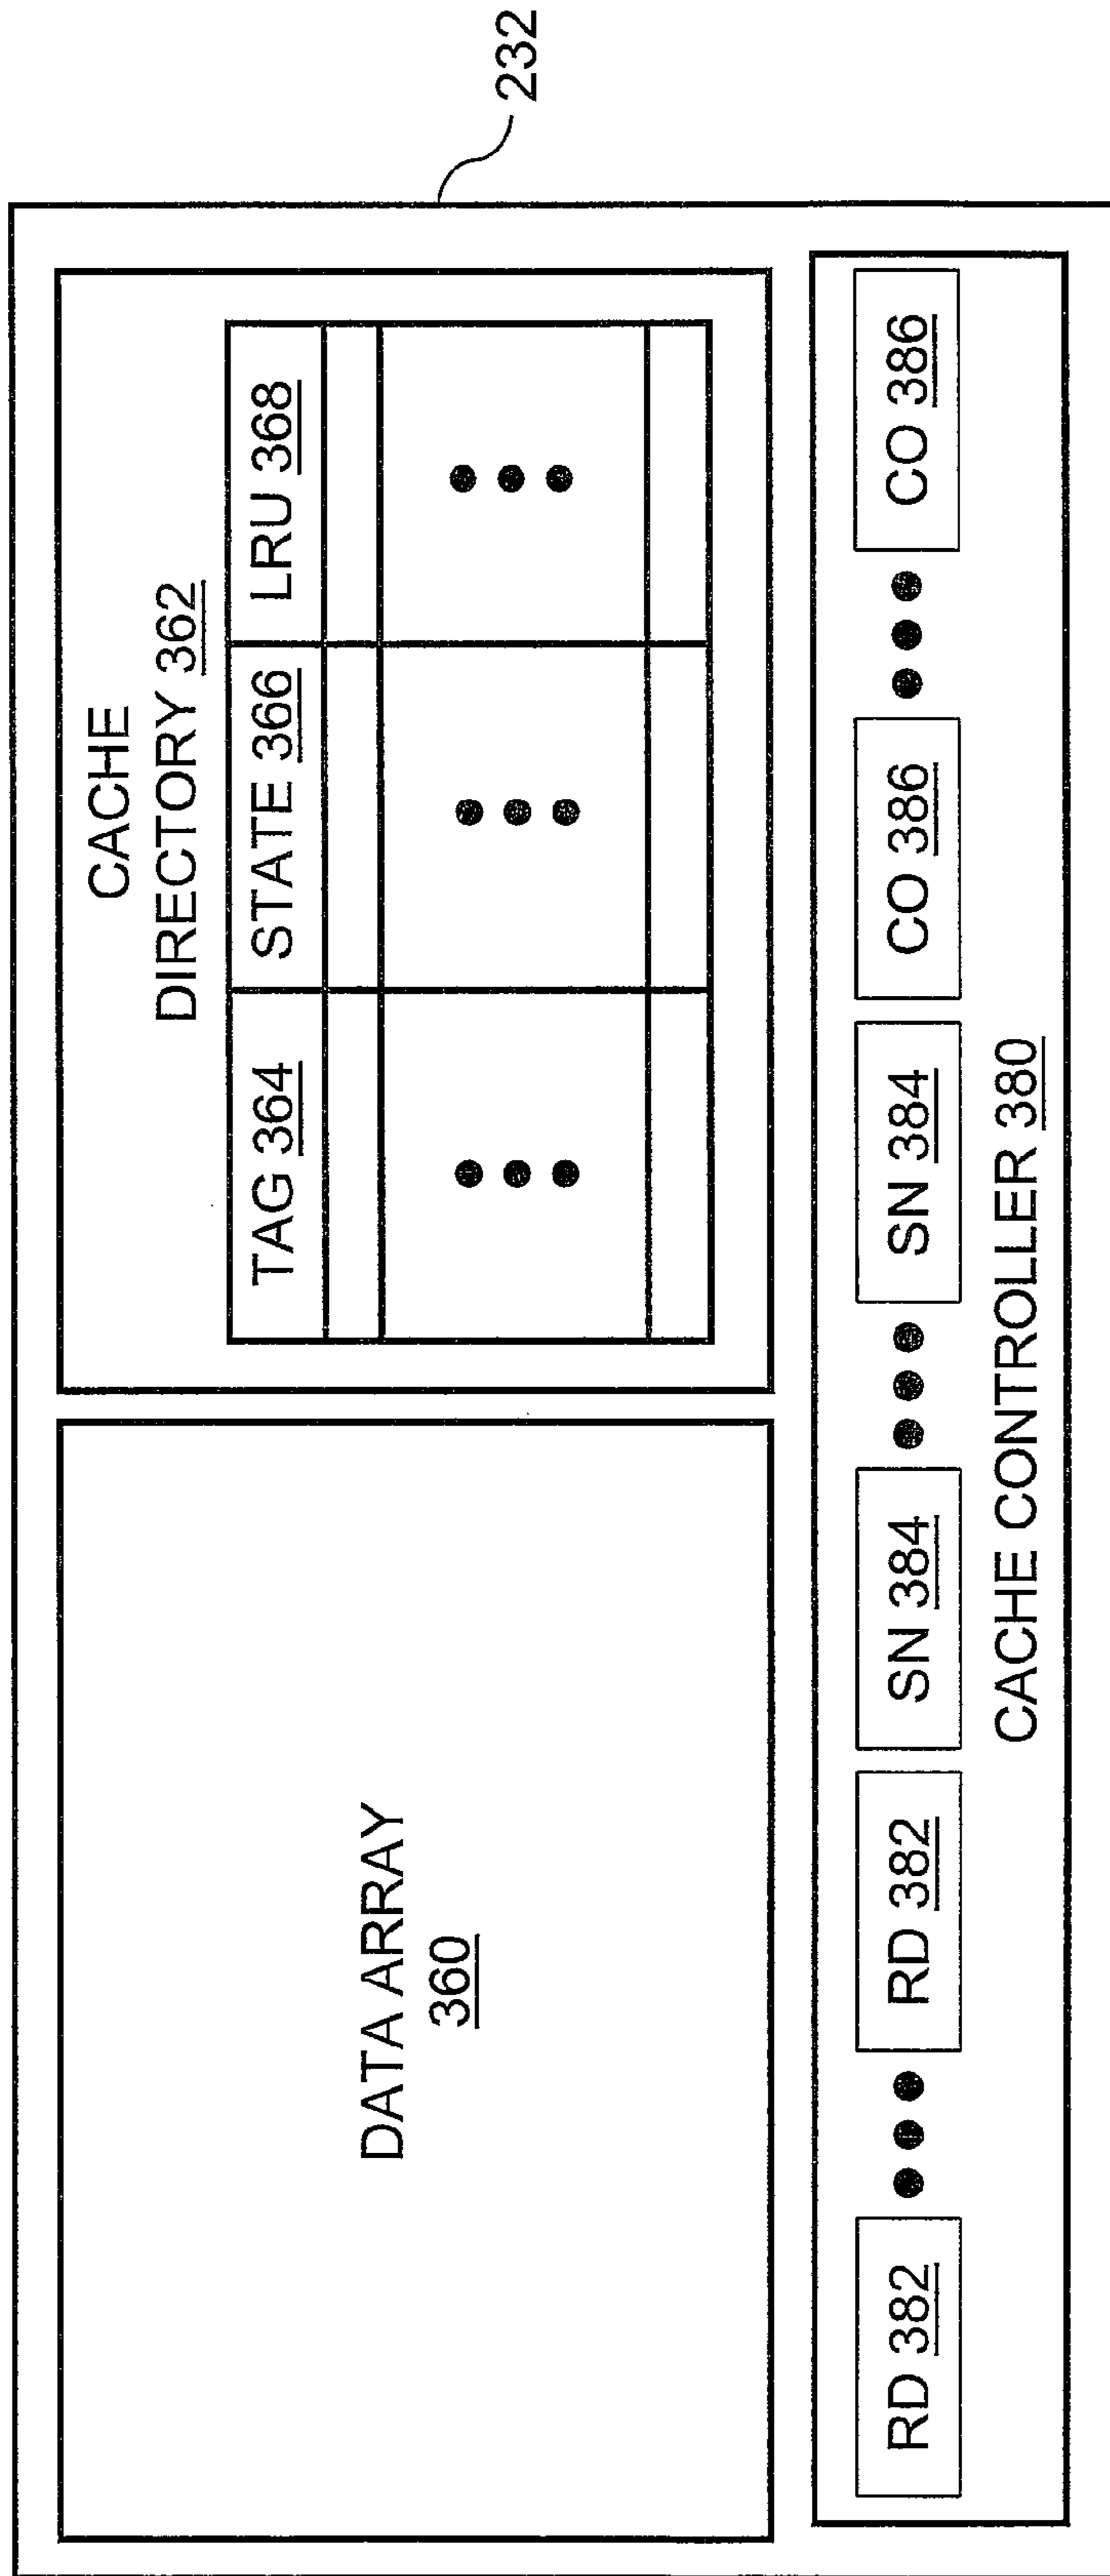 232
DATA ARRAY
360
CACHE
DIRECTORY 362
TAG 364
STATE 366
LRU 368
RD 382
RD 382
SN 384
SN 384
CO 386
CO 386
CACHE CONTROLLER 380